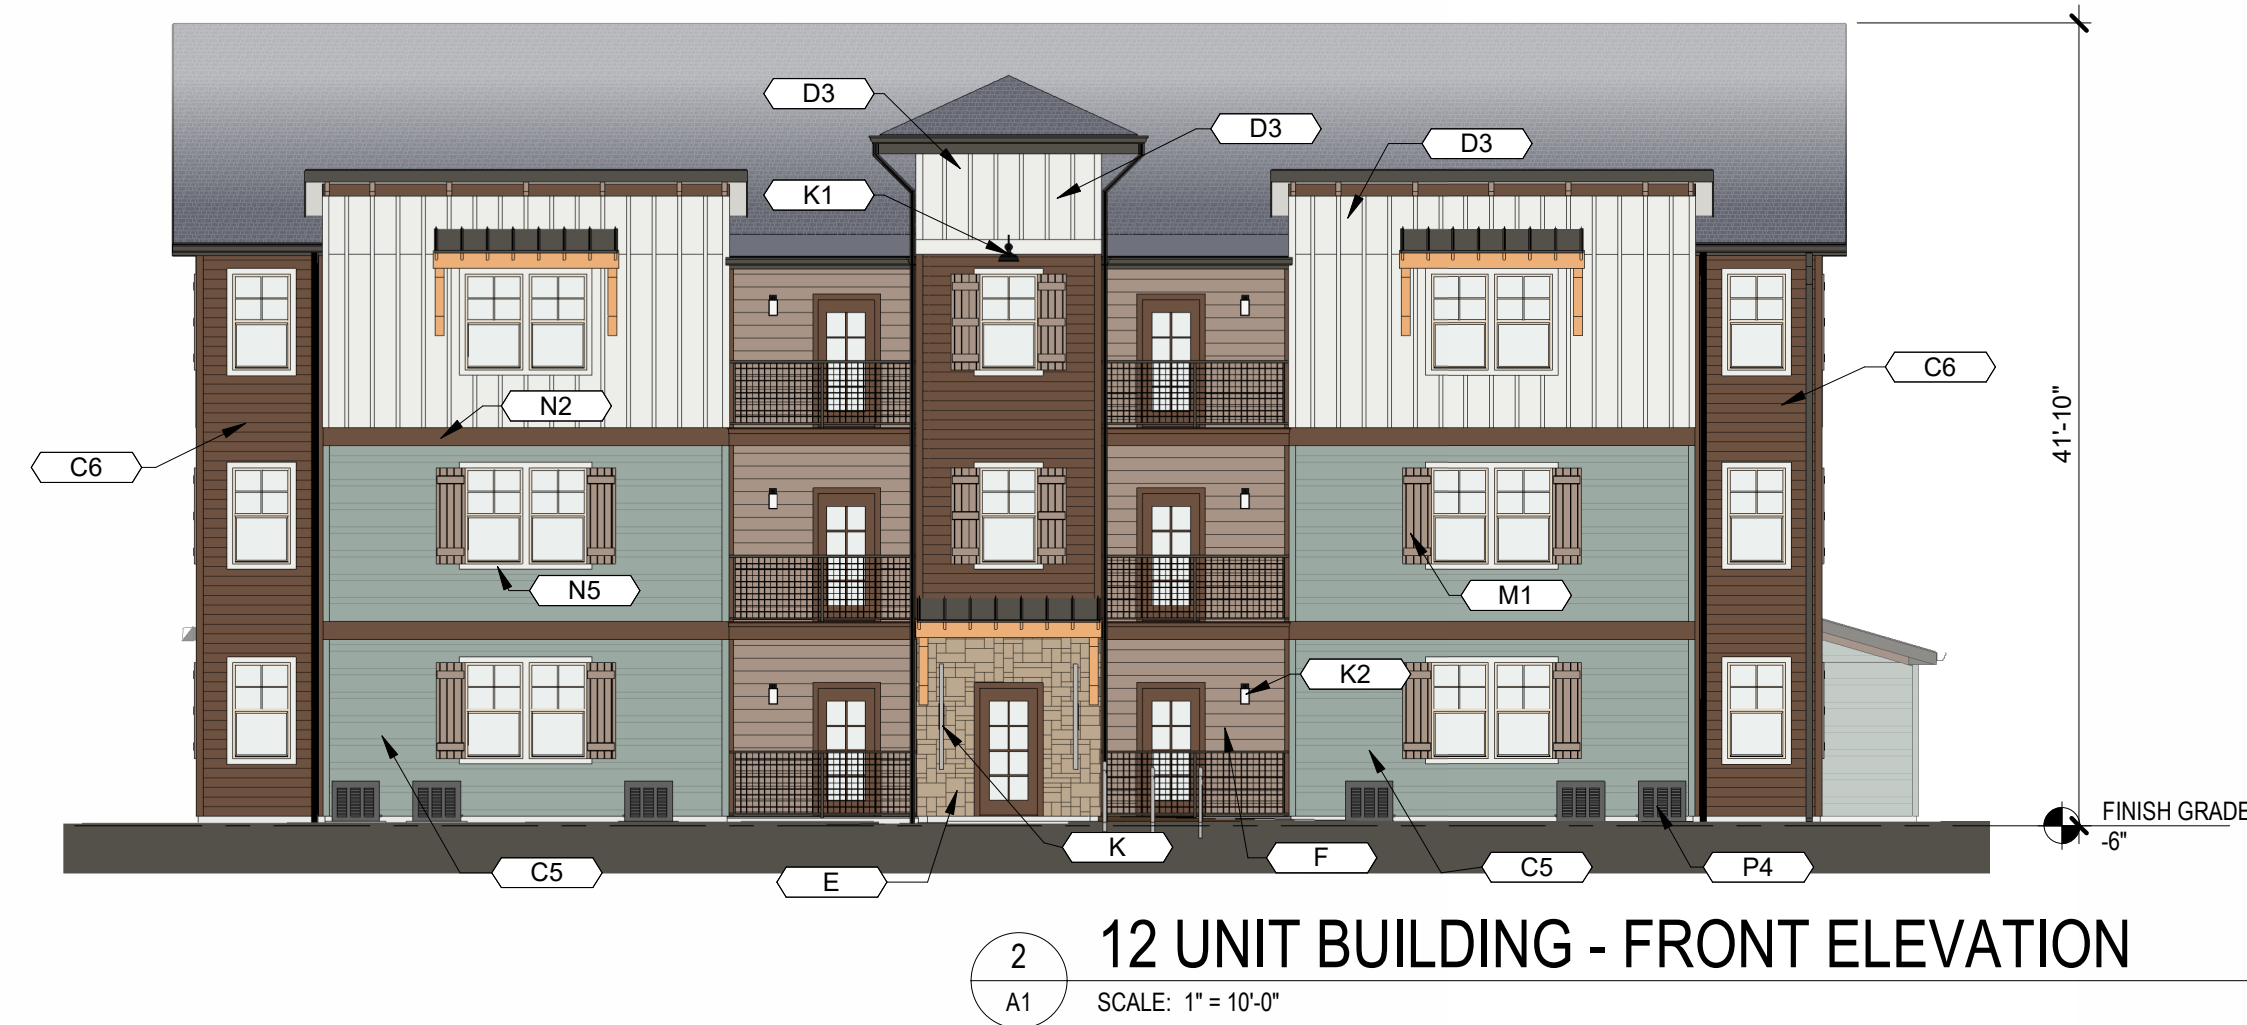 D3
D3
D3
K1
C6
N2
C6
41'-10"
N5
M1
K2
FINISH GRADE
-6"
K
F
C5
P4
C5
E
2
A1
12 UNIT BUILDING - FRONT ELEVATION
SCALE: 1" = 10'-0"